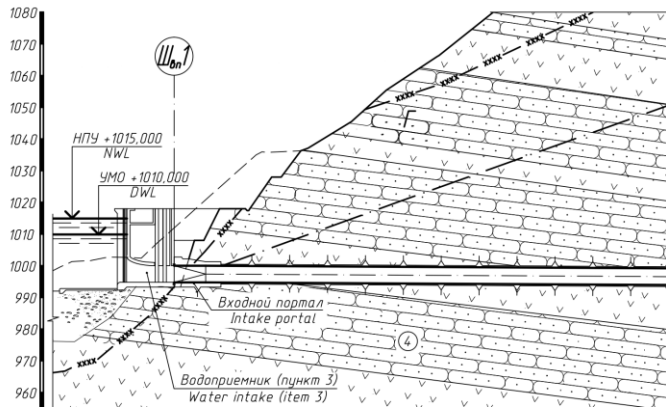 1080
1070
1060
1050
1040
1030
1020
1010
1000
990
980
970
960
Швп1
НПУ +1015,000
NWL
УМО +1010,000
DWL
Г
Входной портал
Intake portal
4
Водоприемник (пункт 3)
Water intake (item 3)